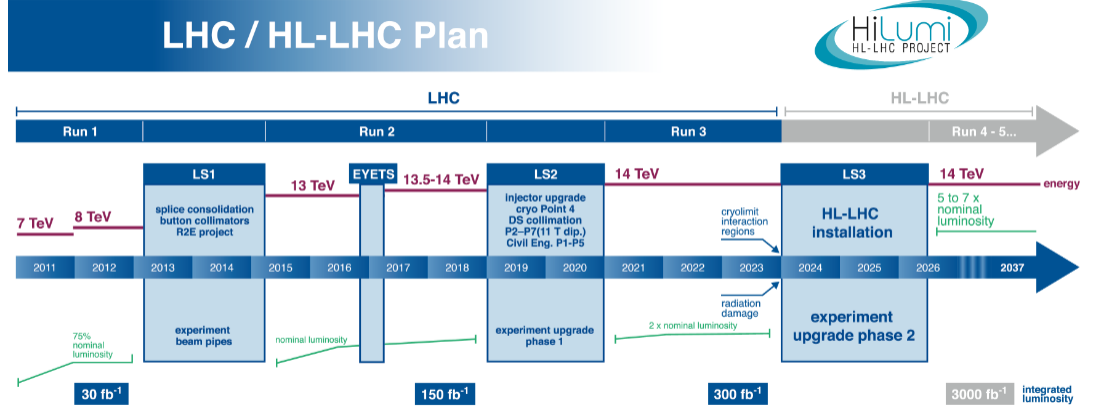 LHC / HL-LHC Plan
HiLumi
HL-LHC PROJECT
LHC
HL-LHC
Run 1
Run 2
Run 3
Run 4 - 5...
LS1
splice consolidation
button collimators
R2E project
EYETS
LS2
injector upgrade
cryo Point 4
DS collimation
P2–P7(11 T dip.)
Civil Eng. P1-P5
LS3
HL-LHC
installation
7 TeV
8 TeV
13 TeV
13.5-14 TeV
14 TeV
14 TeV
energy
cryolimit
interaction
regions
5 to 7 x
nominal
luminosity
2011
2012
2013
2014
2015
2016
2017
2018
2019
2020
2021
2022
2023
2024
2025
2026
2037
75%
nominal
luminosity
experiment
beam pipes
nominal luminosity
experiment upgrade
phase 1
2 x nominal luminosity
radiation
damage
experiment
upgrade phase 2
30 fb-1
150 fb-1
300 fb-1
3000 fb-1
integrated
luminosity